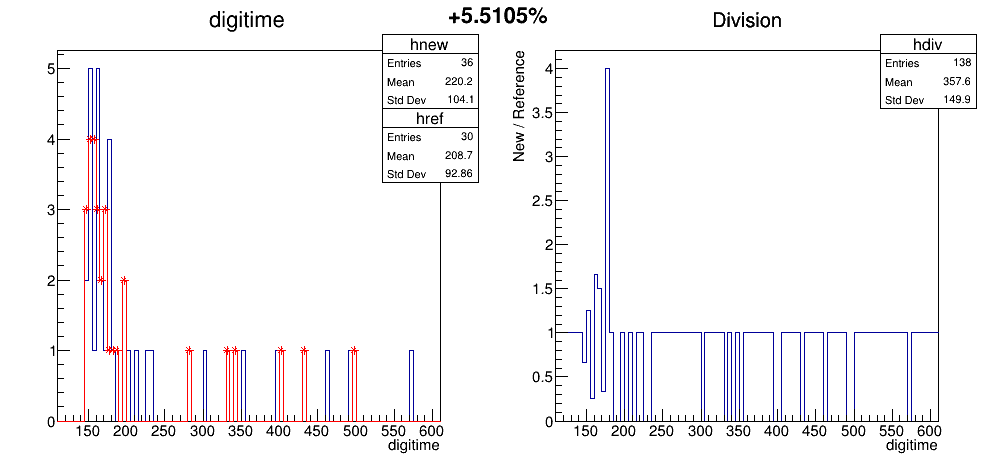 +5.5105%
digitime
hnew
Entries 36
Mean 220.2
Std Dev 104.1
href
Entries 30
Mean 208.7
Std Dev 92.86
5
4
3
2
1
0
150 200 250 300 350 400 450 500 550 600
digitime
Division
hdiv
Entries 138
Mean 357.6
Std Dev 149.9
New / Reference
4
3.5
3
2.5
2
1.5
1
0.5
0
150 200 250 300 350 400 450 500 550 600
digitime